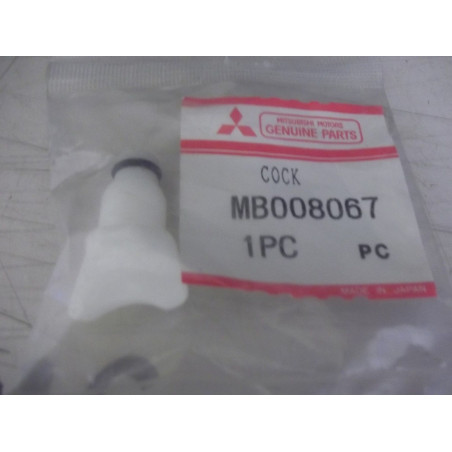 MITSUBISHI MOTORS
GENUINE PARTS
COCK
MB008067
1PC PC
MADE IN JAPAN